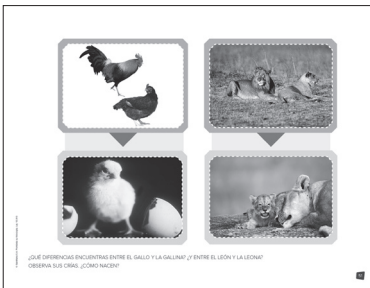 ¿QUÉ DIFERENCIAS ENCUENTRAS ENTRE EL GALLO Y LA GALLINA? ¿Y ENTRE EL LEÓN Y LA LEONA?
OBSERVA SUS CRÍAS. ¿CÓMO NACEN?